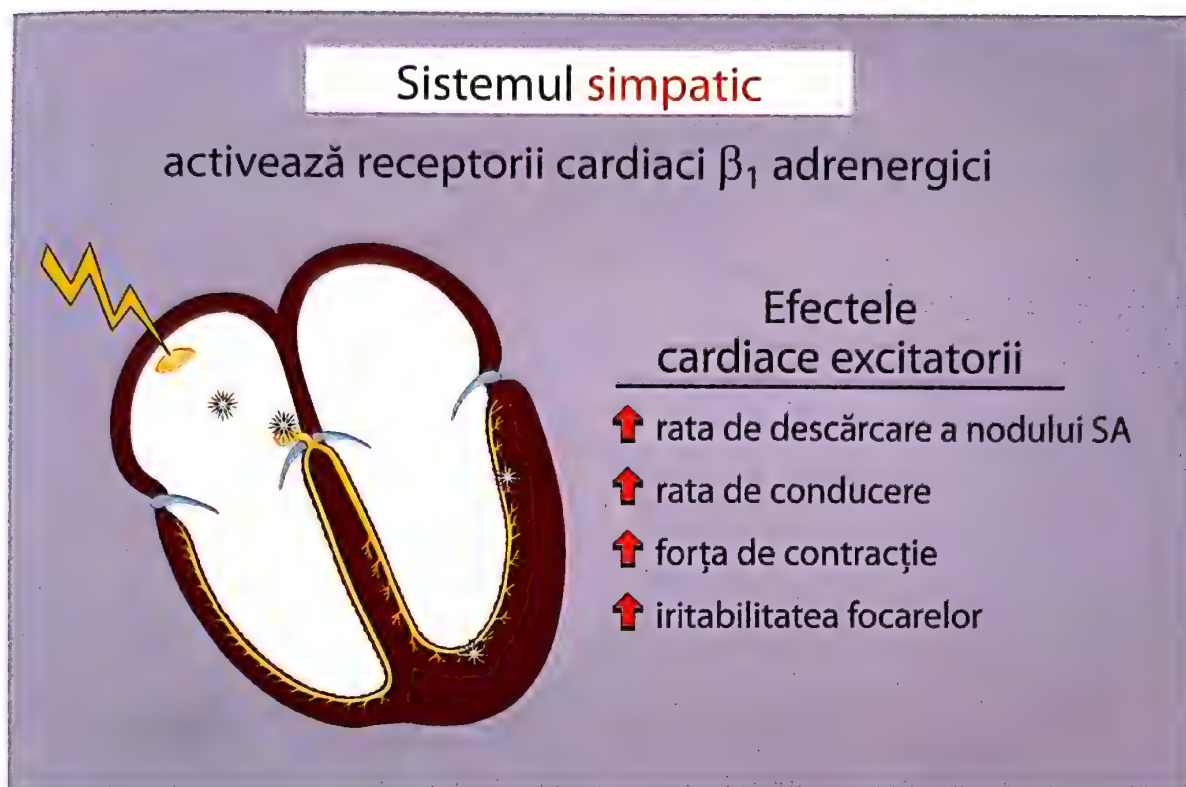 Sistemul simpatic
activează receptorii cardiaci β₁ adrenergici
Efectele
cardiace excitatorii
rata de descărcare a nodului SA
rata de conducere
forța de contracție
iritabilitatea focarelor